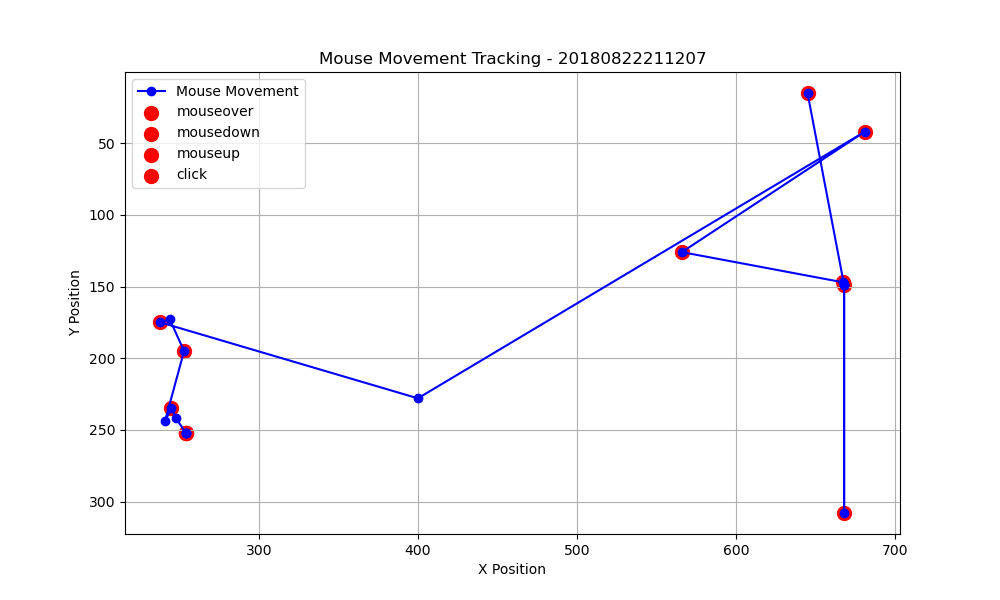 Mouse Movement Tracking - 20180822211207
Mouse Movement
mouseover
mousedown
mouseup
click
50
100
150
200
250
300
Y Position
300
400
500
600
700
X Position